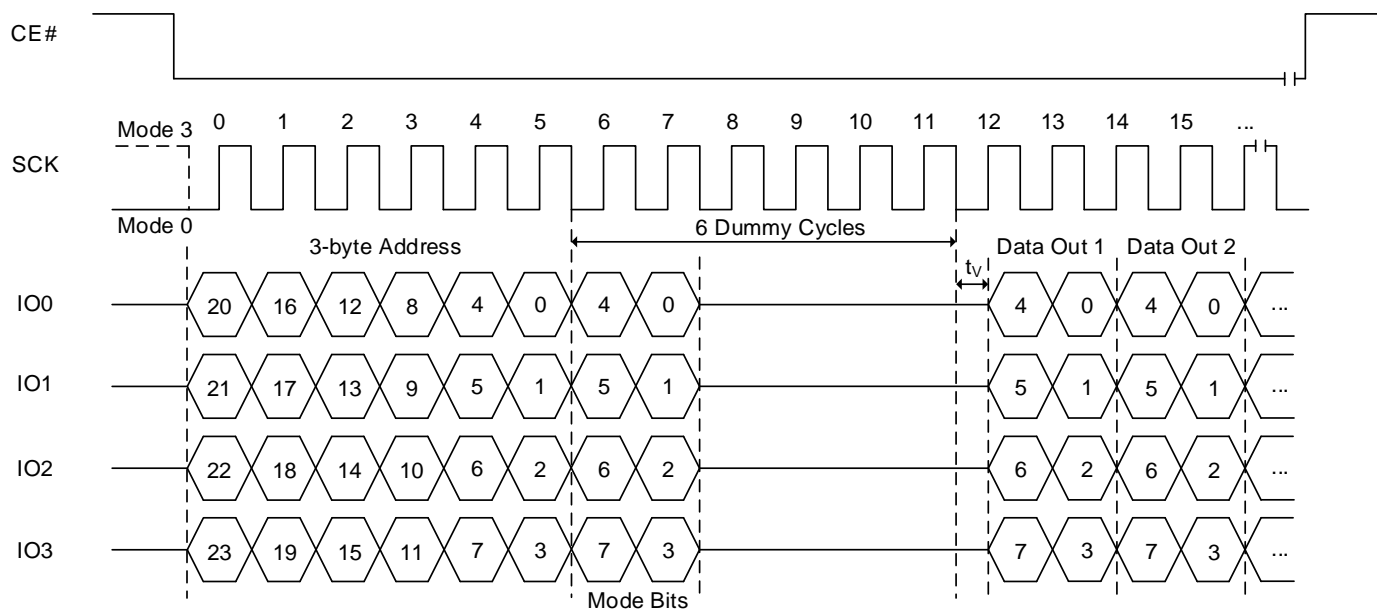 CE#
0 1 2 3 4 5 6 7 8 9 10 11 12 13 14 15 ...
Mode 3
SCK
Mode 0
6 Dummy Cycles
3-byte Address Data Out 1 Data Out 2
tV
IO0 20 16 12 8 4 0 4 0 4 0 4 0 ...
IO1 21 17 13 9 5 1 5 1 5 1 5 1 ...
IO2 22 18 14 10 6 2 6 2 6 2 6 2 ...
IO3 23 19 15 11 7 3 7 3 7 3 7 3 ...
Mode Bits